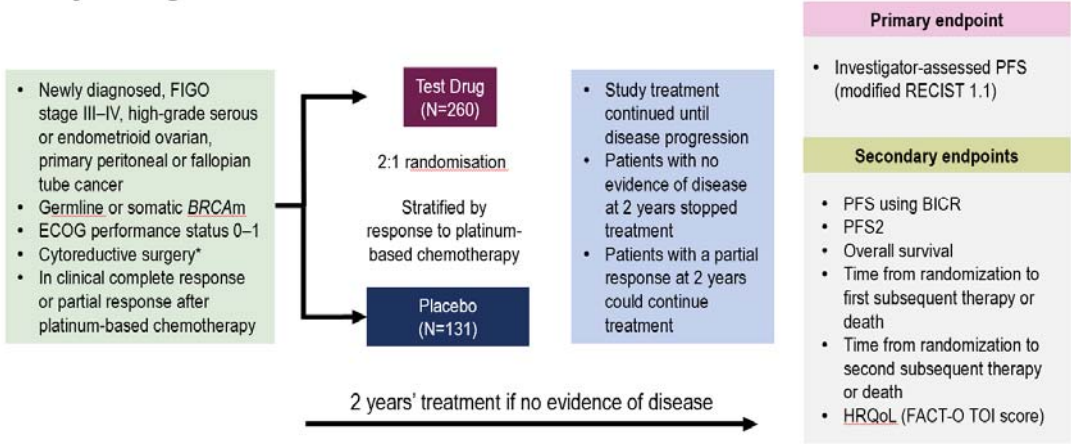 • Newly diagnosed, FIGO
stage III–IV, high-grade serous
or endometrioid ovarian,
primary peritoneal or fallopian
tube cancer
• Germline or somatic BRCAm
• ECOG performance status 0–1
• Cytoreductive surgery*
• In clinical complete response
or partial response after
platinum-based chemotherapy
Test Drug
(N=260)
2:1 randomisation
Stratified by
response to platinum-
based chemotherapy
Placebo
(N=131)
• Study treatment
continued until
disease progression
• Patients with no
evidence of disease
at 2 years stopped
treatment
• Patients with a partial
response at 2 years
could continue
treatment
2 years’ treatment if no evidence of disease
Primary endpoint
• Investigator-assessed PFS
(modified RECIST 1.1)
Secondary endpoints
• PFS using BICR
• PFS2
• Overall survival
• Time from randomization to
first subsequent therapy or
death
• Time from randomization to
second subsequent therapy
or death
• HRQoL (FACT-O TOI score)